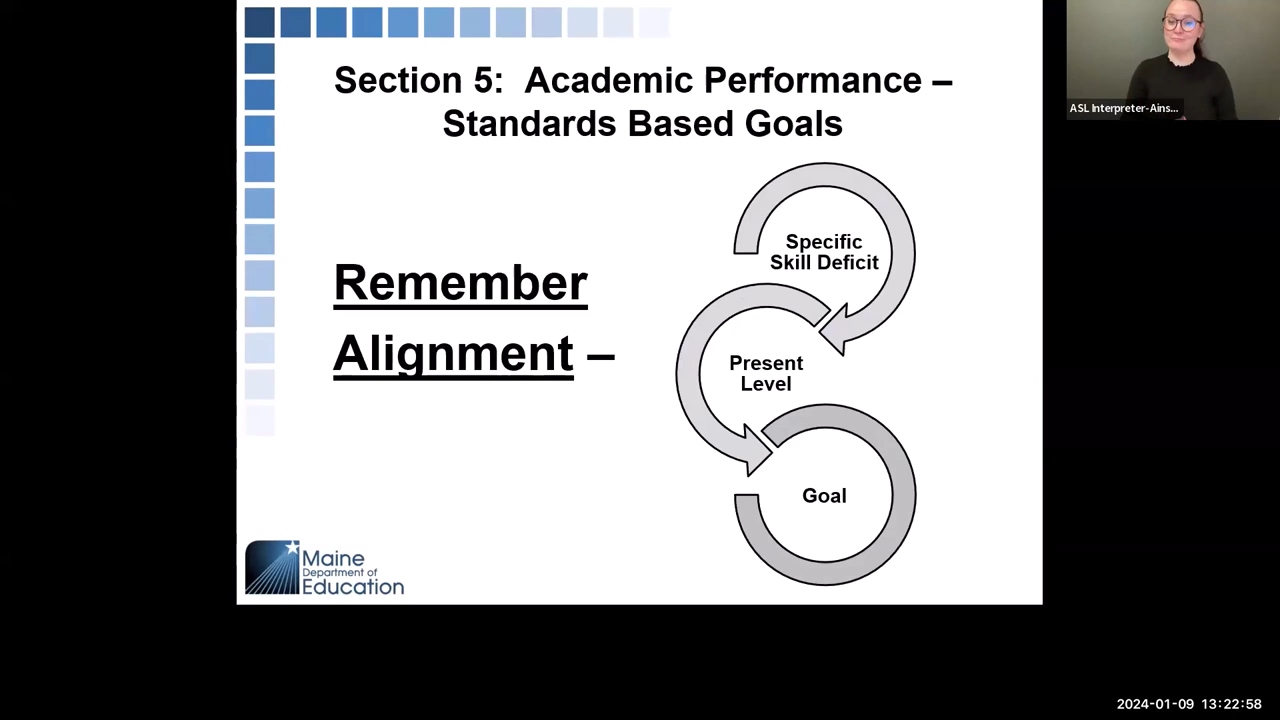 Section 5: Academic Performance –
Standards Based Goals
Remember
Alignment –
Specific
Skill Deficit
Present
Level
Goal
Maine
Department of
Education
ASL Interpreter-Ains...
2024-01-09 13:22:58